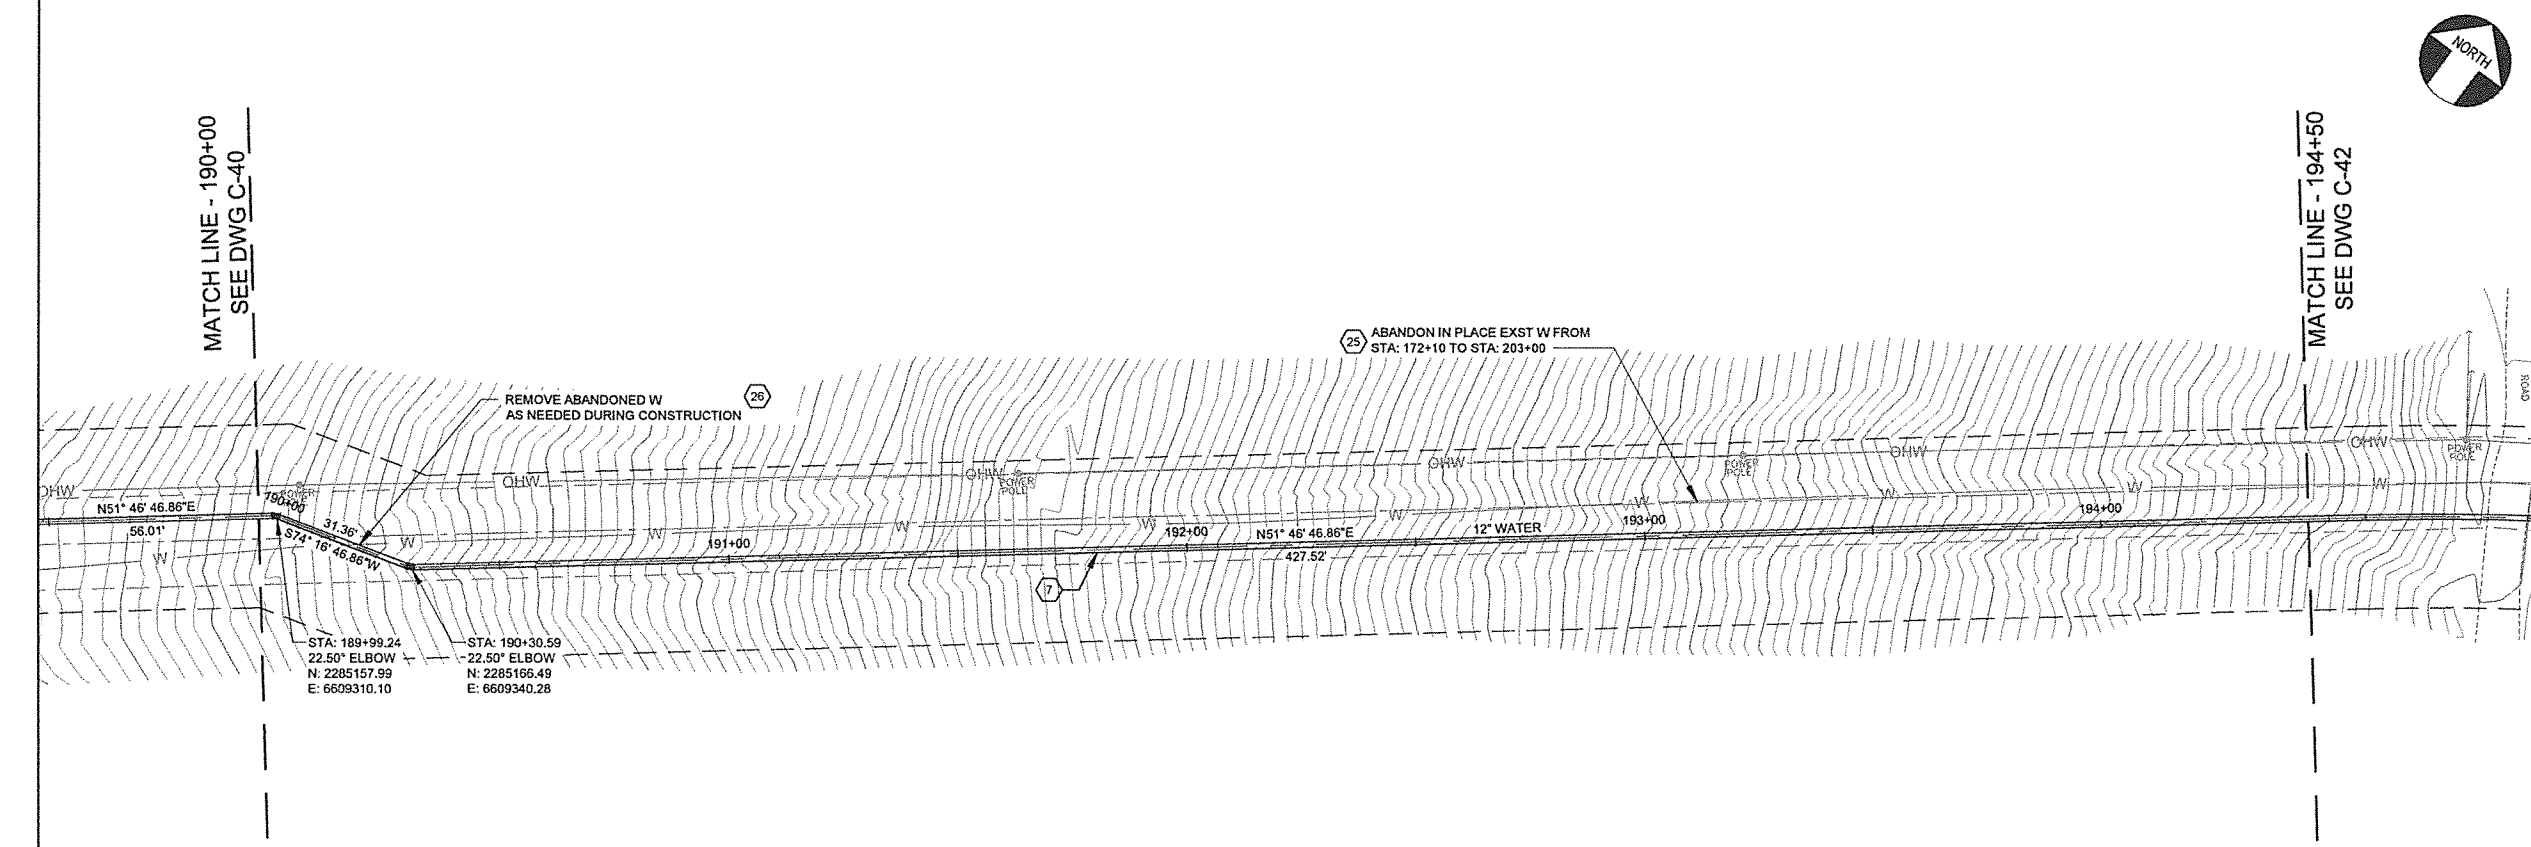 NORTH
MATCH LINE - 190+00
SEE DWG C-40
MATCH LINE - 194+50
SEE DWG C-42
25
ABANDON IN PLACE EXST W FROM
STA: 172+10 TO STA: 203+00
ROAD
REMOVE ABANDONED W
AS NEEDED DURING CONSTRUCTION
26
OHW
OHW
OHW
OHW
OHW
OHW
POWER
POLE
POWER
POLE
POWER
POLE
POWER
N51° 46' 46.86"E
56.01'
190+00
31.36'
S74° 16' 46.86"W
W
W
W
W
W
W
W
W
W
W
191+00
192+00
N51° 46' 46.86"E
427.52'
12" WATER
193+00
194+00
7
STA: 189+99.24
22.50° ELBOW
N: 2285157.99
E: 6609310.10
STA: 190+30.59
22.50° ELBOW
N: 2285166.49
E: 6609340.28